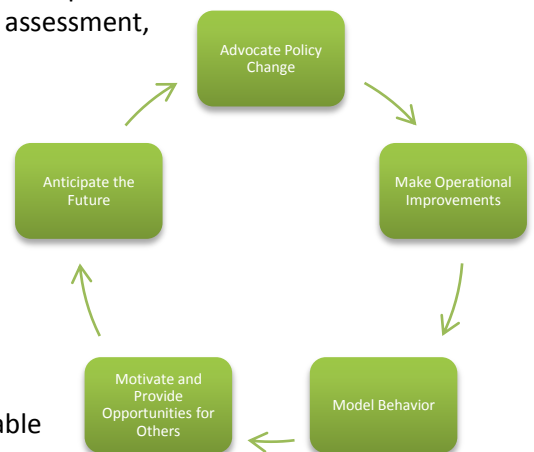 assessment,
Advocate Policy
Change
Make Operational
Improvements
Model Behavior
Motivate and
Provide
Opportunities for
Others
Anticipate the
Future
able